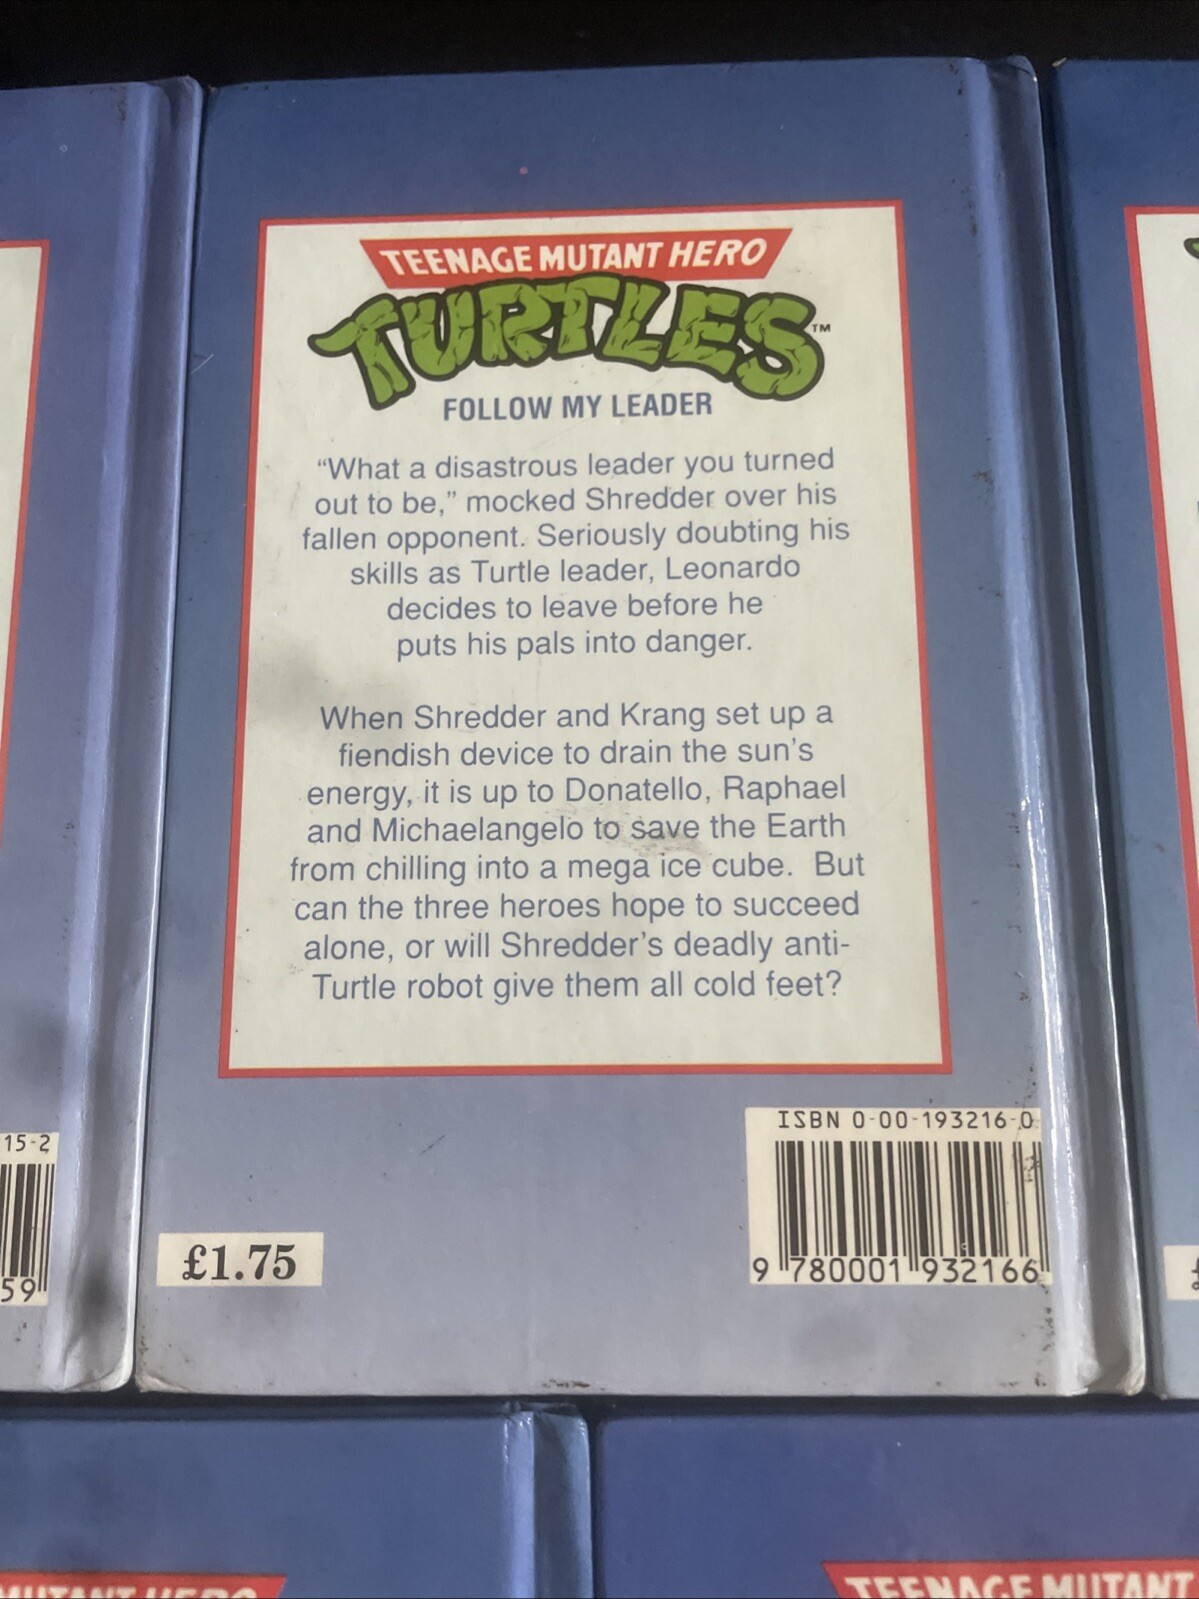 TEENAGE MUTANT HERO
TURTLES™
FOLLOW MY LEADER
“What a disastrous leader you turned
out to be,” mocked Shredder over his
fallen opponent. Seriously doubting his
skills as Turtle leader, Leonardo
decides to leave before he
puts his pals into danger.
When Shredder and Krang set up a
fiendish device to drain the sun's
energy, it is up to Donatello, Raphael
and Michaelangelo to save the Earth
from chilling into a mega ice cube. But
can the three heroes hope to succeed
alone, or will Shredder's deadly anti-
Turtle robot give them all cold feet?
ISBN 0-00-193216-0
9 780001 932166
£1.75
15-2
59
£
MUTANT HERO
TEENAGE MUTANT